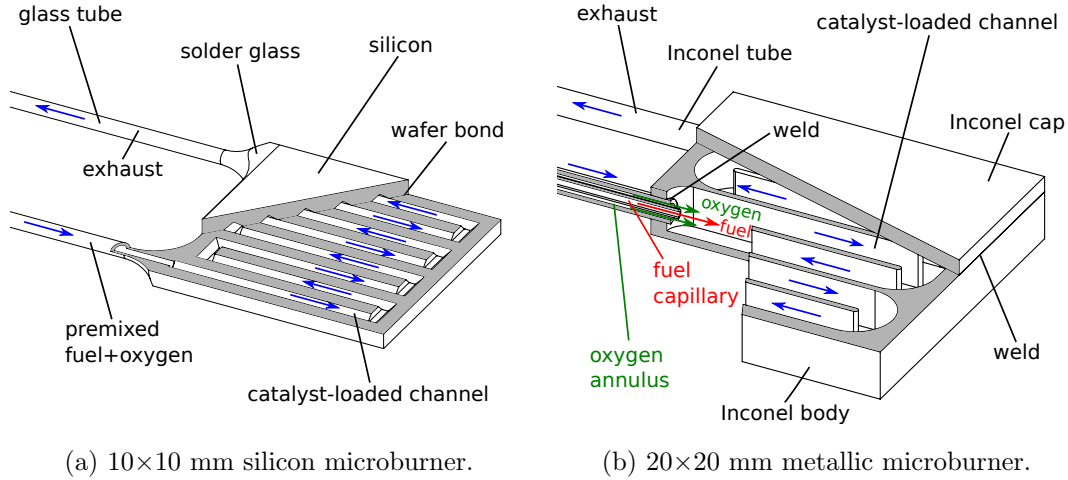 glass tube
solder glass
silicon
wafer bond
exhaust
premixed
fuel+oxygen
catalyst-loaded channel
(a) 10×10 mm silicon microburner.
exhaust
catalyst-loaded channel
Inconel tube
weld
Inconel cap
oxygen
fuel
fuel
capillary
oxygen
annulus
weld
Inconel body
(b) 20×20 mm metallic microburner.